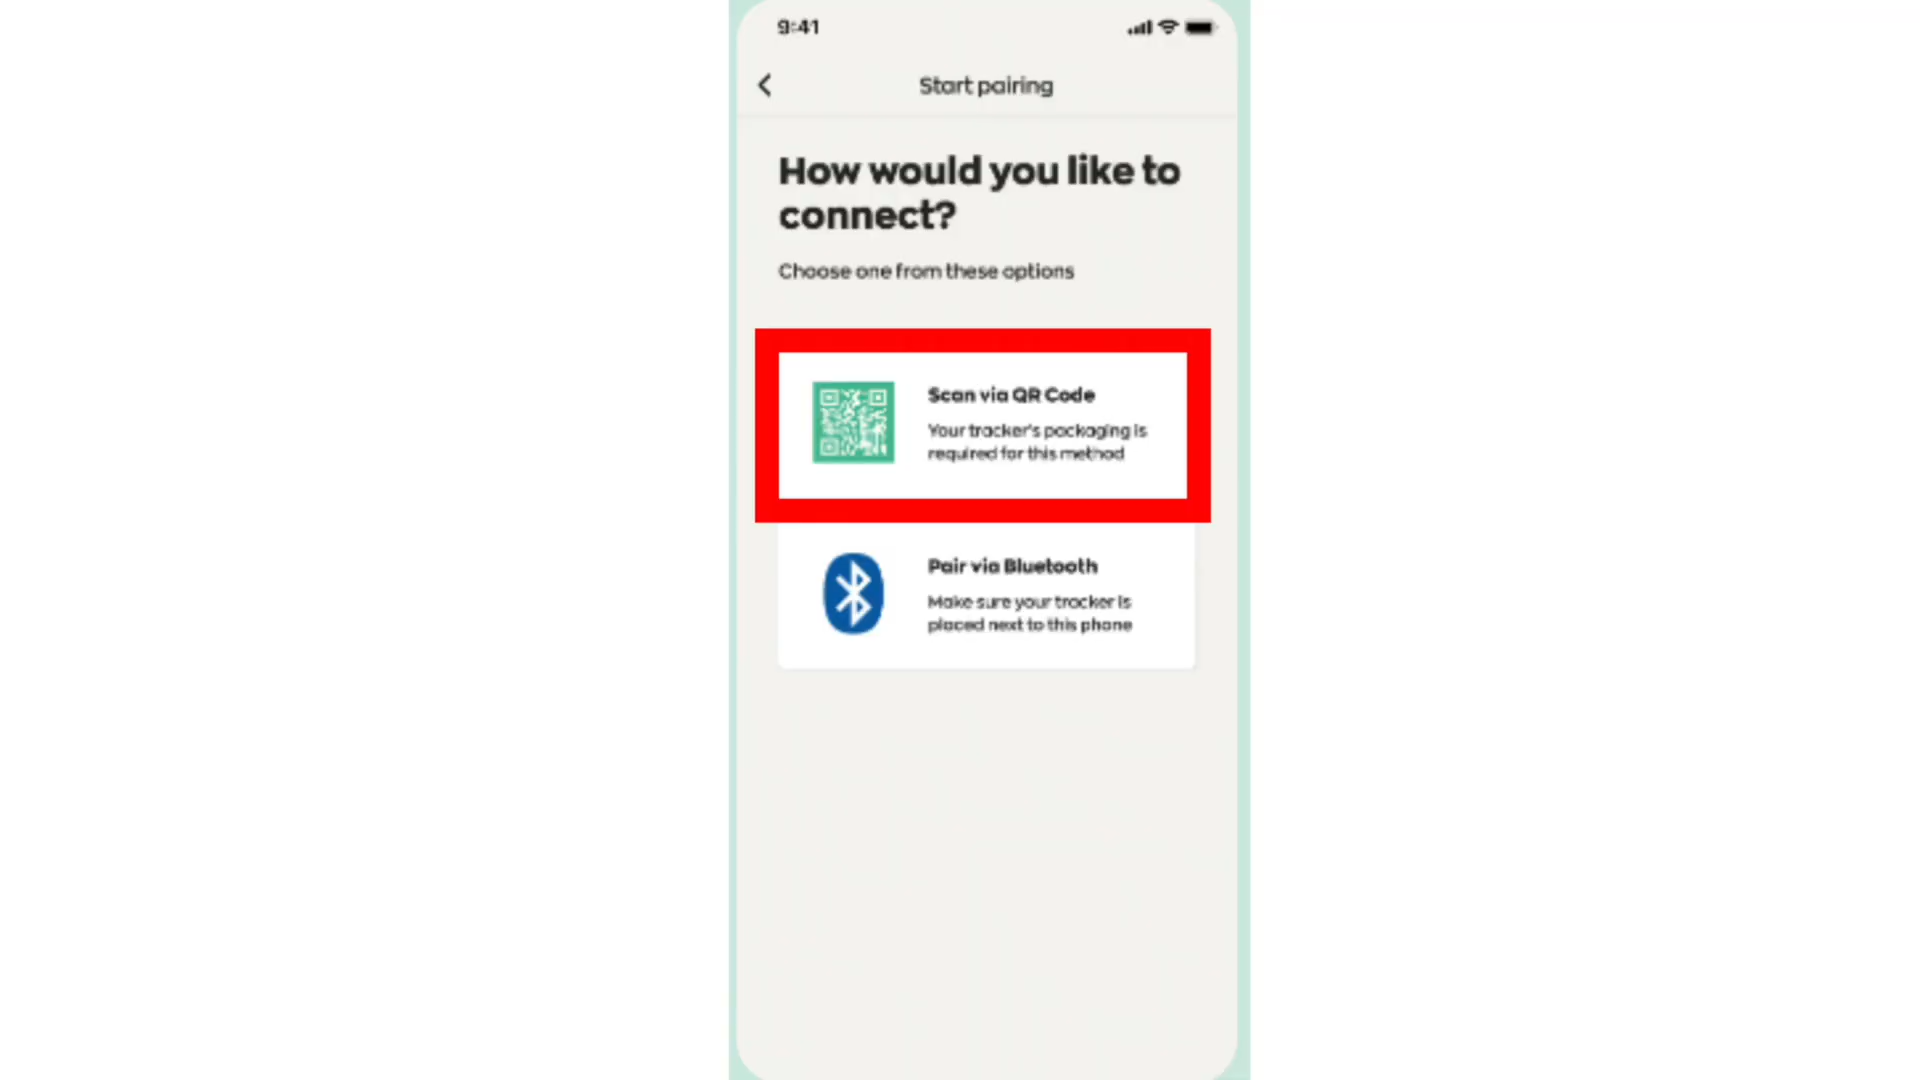 9:41
Start pairing
How would you like to
connect?
Choose one from these options
Scan via QR Code
Your tracker's packaging is
required for this method
Pair via Bluetooth
Make sure your tracker is
placed next to this phone